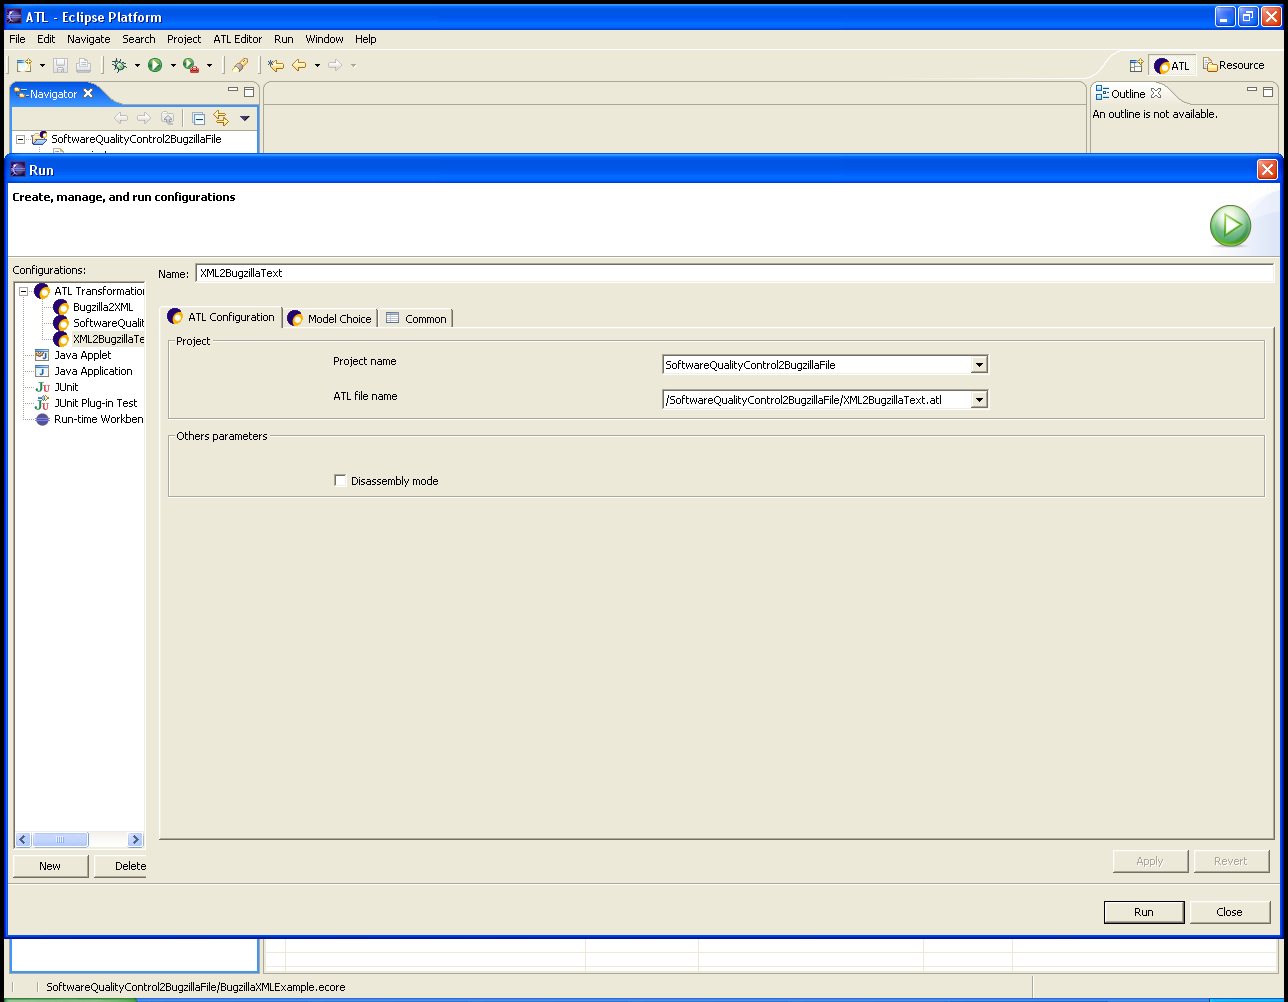 ATL - Eclipse Platform
File Edit Navigate Search Project ATL Editor Run Window Help
ATL Resource
Navigator
Outline
An outline is not available.
SoftwareQualityControl2BugzillaFile
Run
Create, manage, and run configurations
Configurations:
Name: XML2BugzillaText
ATL Transformation
Bugzilla2XML
SoftwareQualit
XML2BugzillaTe
Java Applet
Java Application
JUnit
JUnit Plug-in Test
Run-time Workben
ATL Configuration Model Choice Common
Project
Project name SoftwareQualityControl2BugzillaFile
ATL file name /SoftwareQualityControl2BugzillaFile/XML2BugzillaText.atl
Others parameters
Disassembly mode
New Delete
Apply Revert
Run Close
SoftwareQualityControl2BugzillaFile/BugzillaXMLExample.ecore